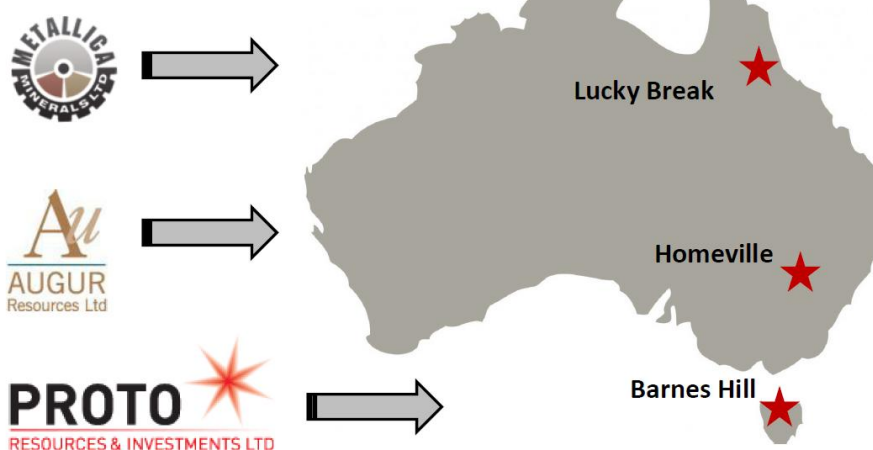 METALLICA
MINERALS LTD
Lucky Break
Au
AUGUR
Resources Ltd
Homeville
PROTO
RESOURCES & INVESTMENTS LTD
Barnes Hill